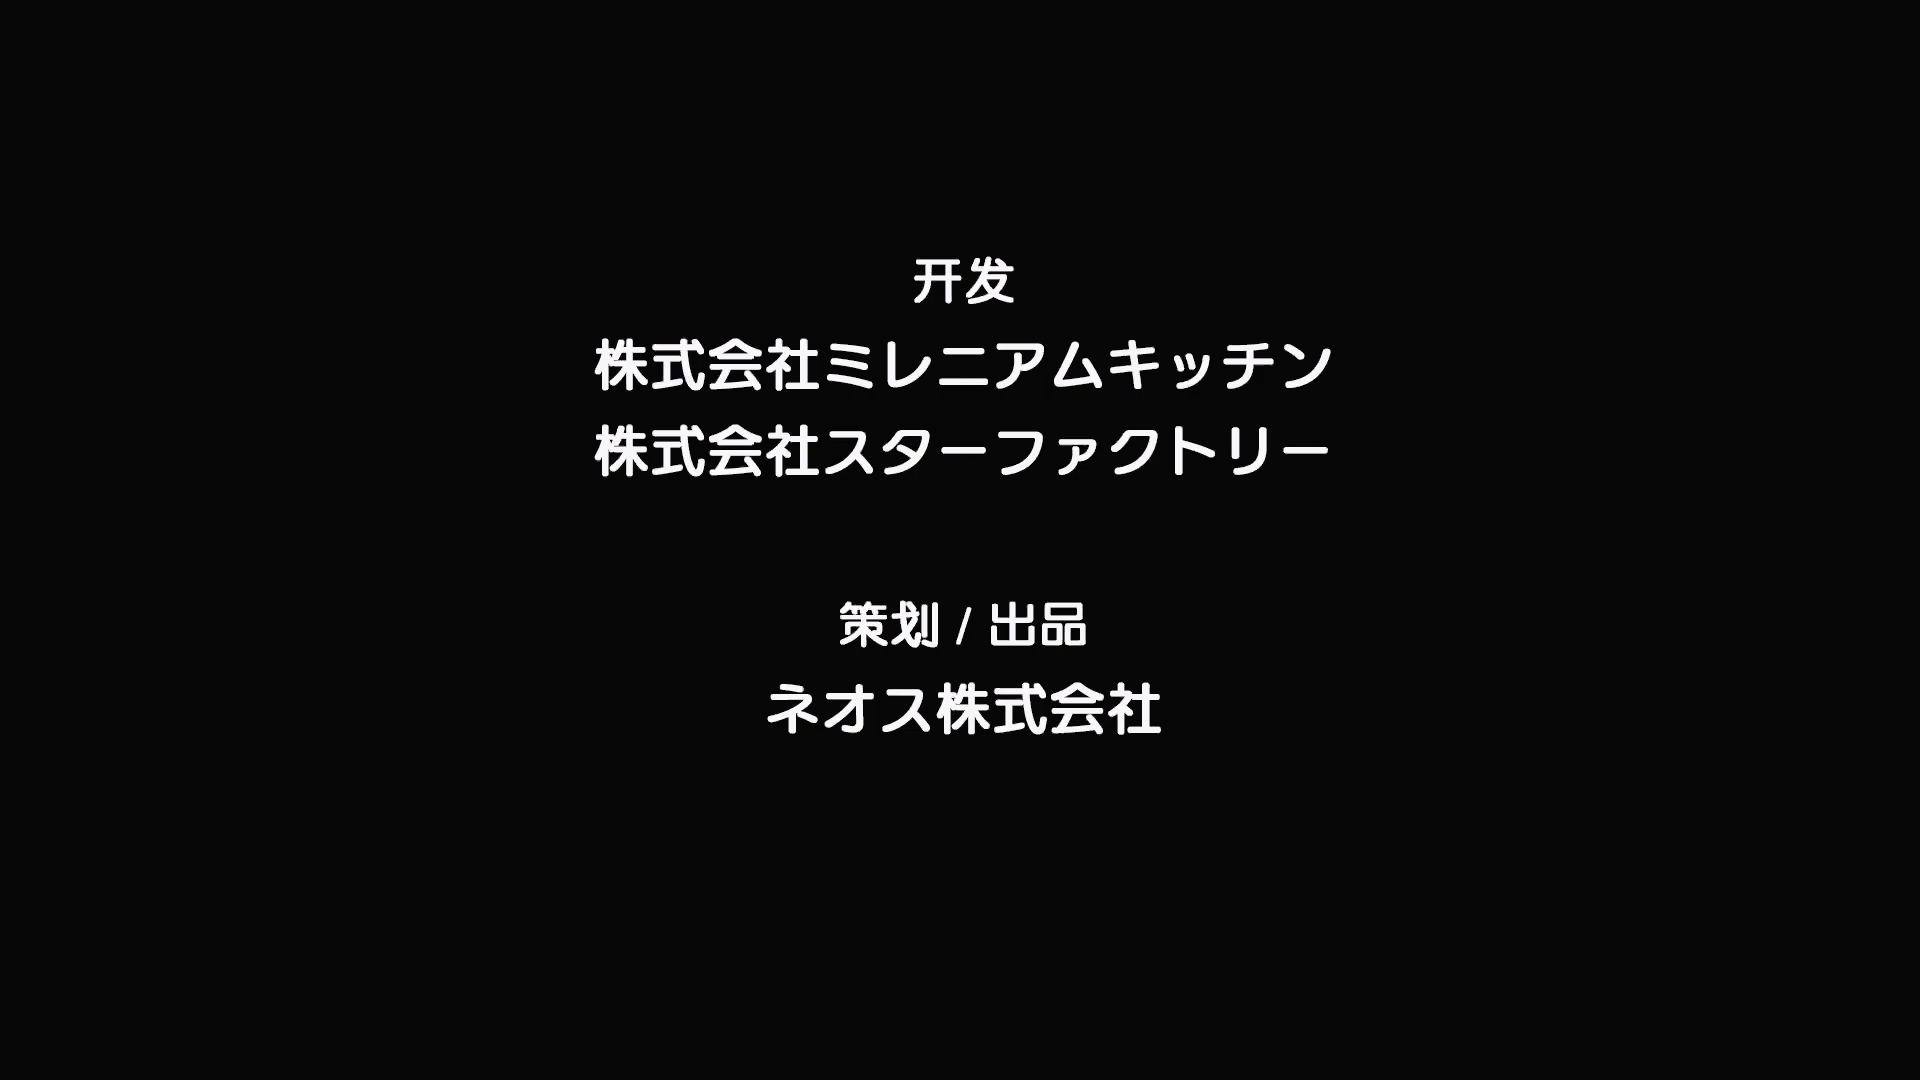 开发
株式会社ミレニアムキッチン
株式会社スターファクトリー
策划 / 出品
ネオス株式会社